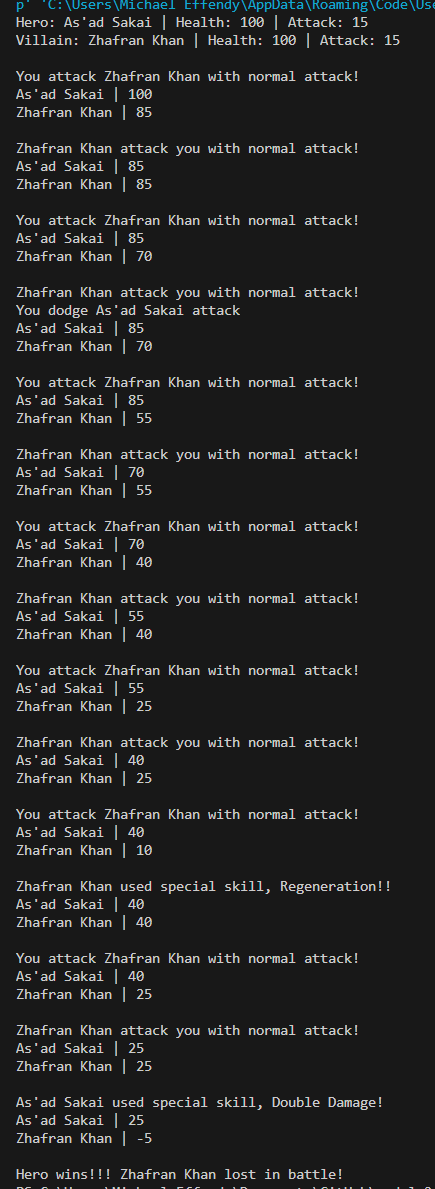 p' 'C:\Users\Michael Effendy\AppData\Roaming\Code\Use
Hero: As'ad Sakai | Health: 100 | Attack: 15
Villain: Zhafran Khan | Health: 100 | Attack: 15
You attack Zhafran Khan with normal attack!
As'ad Sakai | 100
Zhafran Khan | 85
Zhafran Khan attack you with normal attack!
As'ad Sakai | 85
Zhafran Khan | 85
You attack Zhafran Khan with normal attack!
As'ad Sakai | 85
Zhafran Khan | 70
Zhafran Khan attack you with normal attack!
You dodge As'ad Sakai attack
As'ad Sakai | 85
Zhafran Khan | 70
You attack Zhafran Khan with normal attack!
As'ad Sakai | 85
Zhafran Khan | 55
Zhafran Khan attack you with normal attack!
As'ad Sakai | 70
Zhafran Khan | 55
You attack Zhafran Khan with normal attack!
As'ad Sakai | 70
Zhafran Khan | 40
Zhafran Khan attack you with normal attack!
As'ad Sakai | 55
Zhafran Khan | 40
You attack Zhafran Khan with normal attack!
As'ad Sakai | 55
Zhafran Khan | 25
Zhafran Khan attack you with normal attack!
As'ad Sakai | 40
Zhafran Khan | 25
You attack Zhafran Khan with normal attack!
As'ad Sakai | 40
Zhafran Khan | 10
Zhafran Khan used special skill, Regeneration!!
As'ad Sakai | 40
Zhafran Khan | 40
You attack Zhafran Khan with normal attack!
As'ad Sakai | 40
Zhafran Khan | 25
Zhafran Khan attack you with normal attack!
As'ad Sakai | 25
Zhafran Khan | 25
As'ad Sakai used special skill, Double Damage!
As'ad Sakai | 25
Zhafran Khan | -5
Hero wins!!! Zhafran Khan lost in battle!